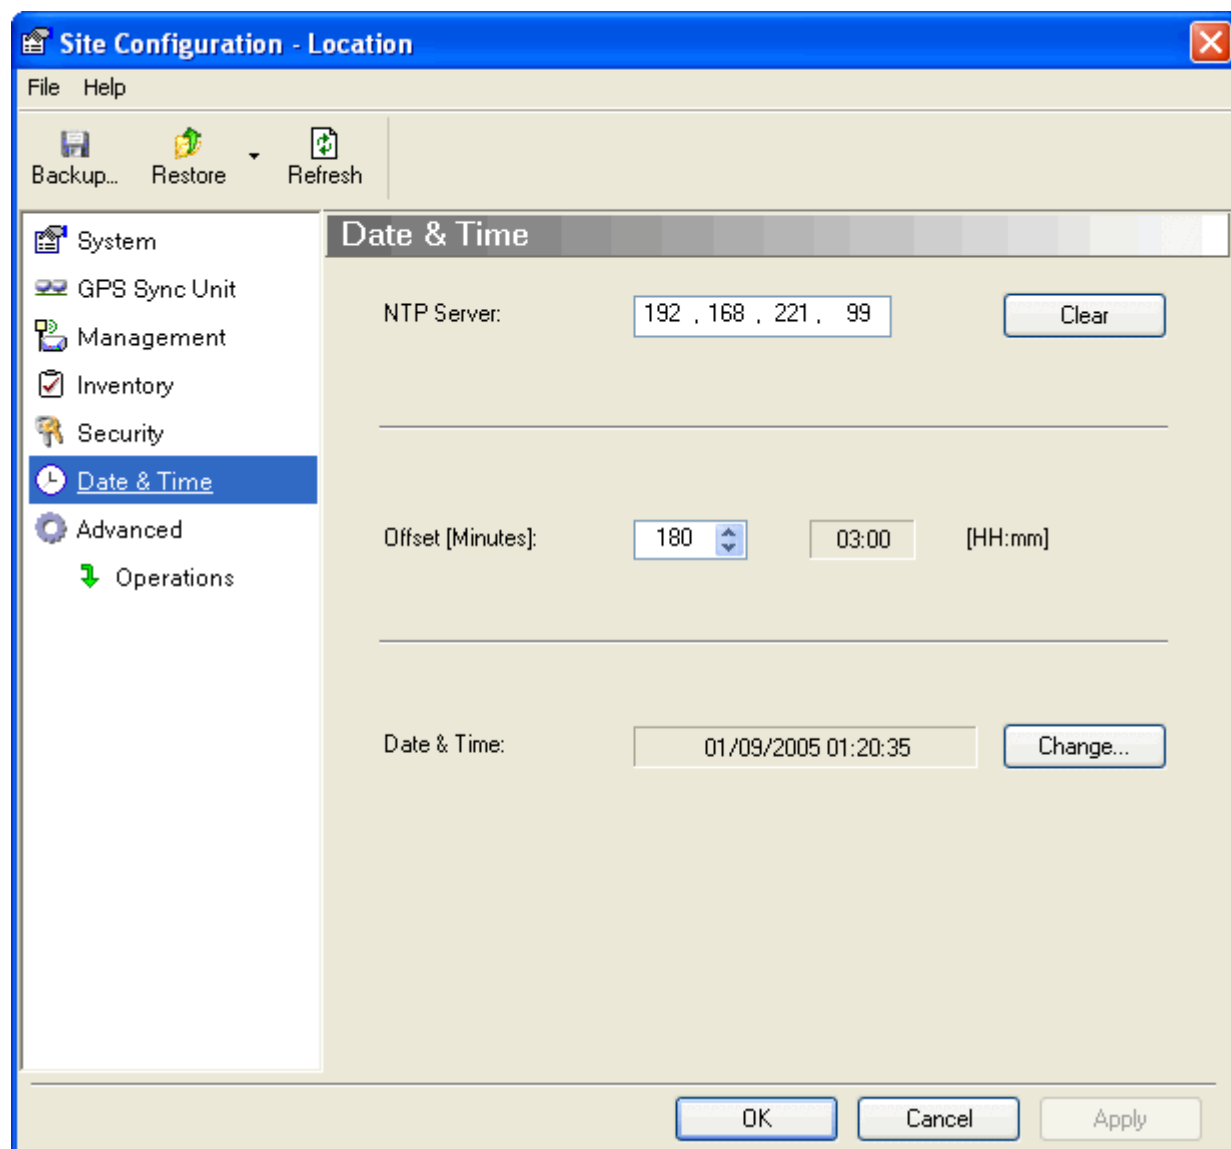 Site Configuration - Location
File Help
Backup... Restore Refresh
System
GPS Sync Unit
Management
Inventory
Security
Date & Time
Advanced
Operations
Date & Time
NTP Server: 192 . 168 . 221 . 99 Clear
Offset [Minutes]: 180 03:00 [HH:mm]
Date & Time: 01/09/2005 01:20:35 Change...
OK Cancel Apply